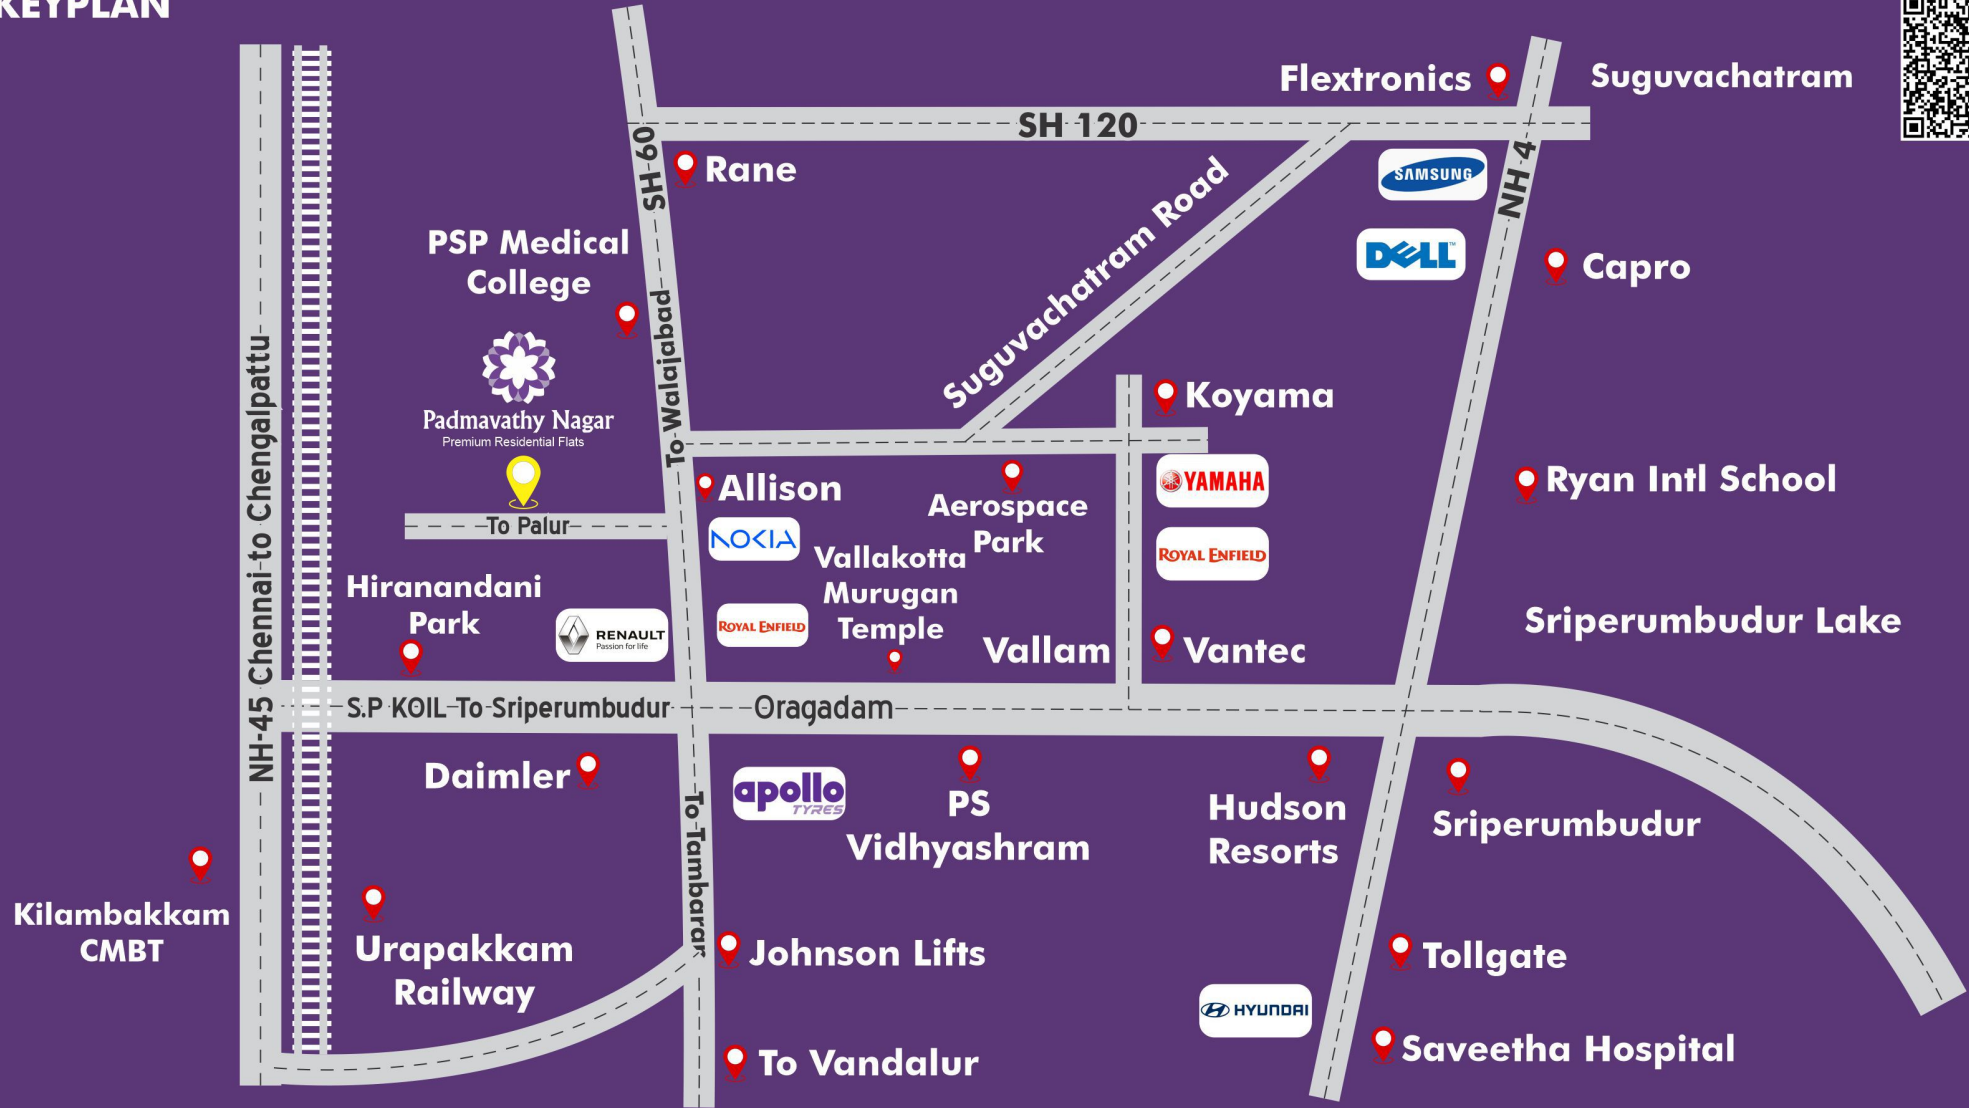 KEYPLAN
Flextronics
Suguvachatram
SH 120
SH 60
Rane
SAMSUNG
NH 4
Suguvachatram Road
PSP Medical
College
DELL™
Capro
To Walajabad
Padmavathy Nagar
Premium Residential Flats
Koyama
NH-45 Chennai to Chengalpattu
Allison
Aerospace
Park
YAMAHA
Ryan Intl School
To Palur
NOKIA
Vallakotta
Murugan
Temple
ROYAL ENFIELD
Hiranandani
Park
RENAULT
Passion for life
ROYAL ENFIELD
Vallam
Vantec
Sriperumbudur Lake
S.P KOIL To Sriperumbudur
Oragadam
Daimler
apollo
TYRES
PS
Vidhyashram
Hudson
Resorts
Sriperumbudur
To Tambaram
Kilambakkam
CMBT
Urapakkam
Railway
Johnson Lifts
Tollgate
HYUNDAI
To Vandalur
Saveetha Hospital